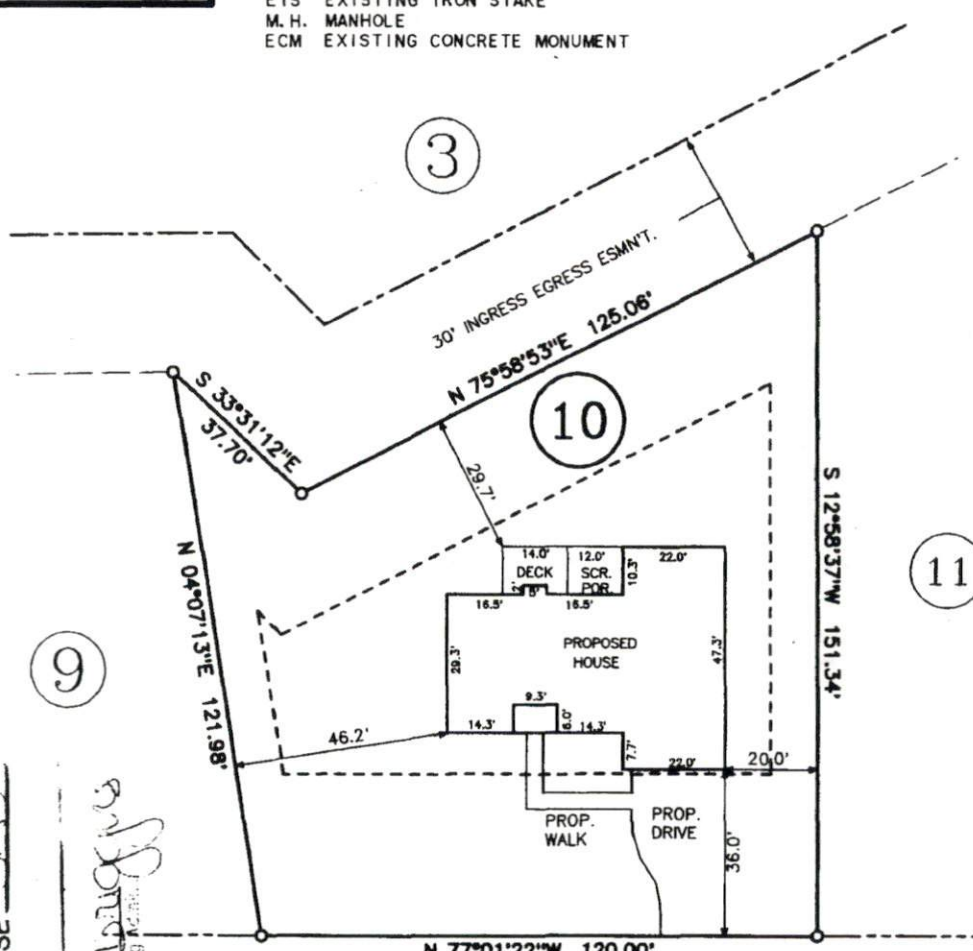 EIS EXISTING IRON STAKE
M. H. MANHOLE
ECM EXISTING CONCRETE MONUMENT
3
30' INGRESS EGRESS ESMN'T.
N 75°58'53"E 125.06'
S 33°31'12"E
37.70'
10
29.7'
S 12°58'37"W 151.34'
N 04°07'13"E 121.98'
14.0'
12.0'
22.0'
DECK
SCR.
POR.
10.3'
2'
16.5'
16.5'
PROPOSED
HOUSE
29.3'
47.3'
11
9
9.3'
6.0'
14.3'
14.3'
7.7'
22.0'
20.0'
46.2'
PROP.
WALK
PROP.
DRIVE
36.0'
N 77°01'22"W 120.00'